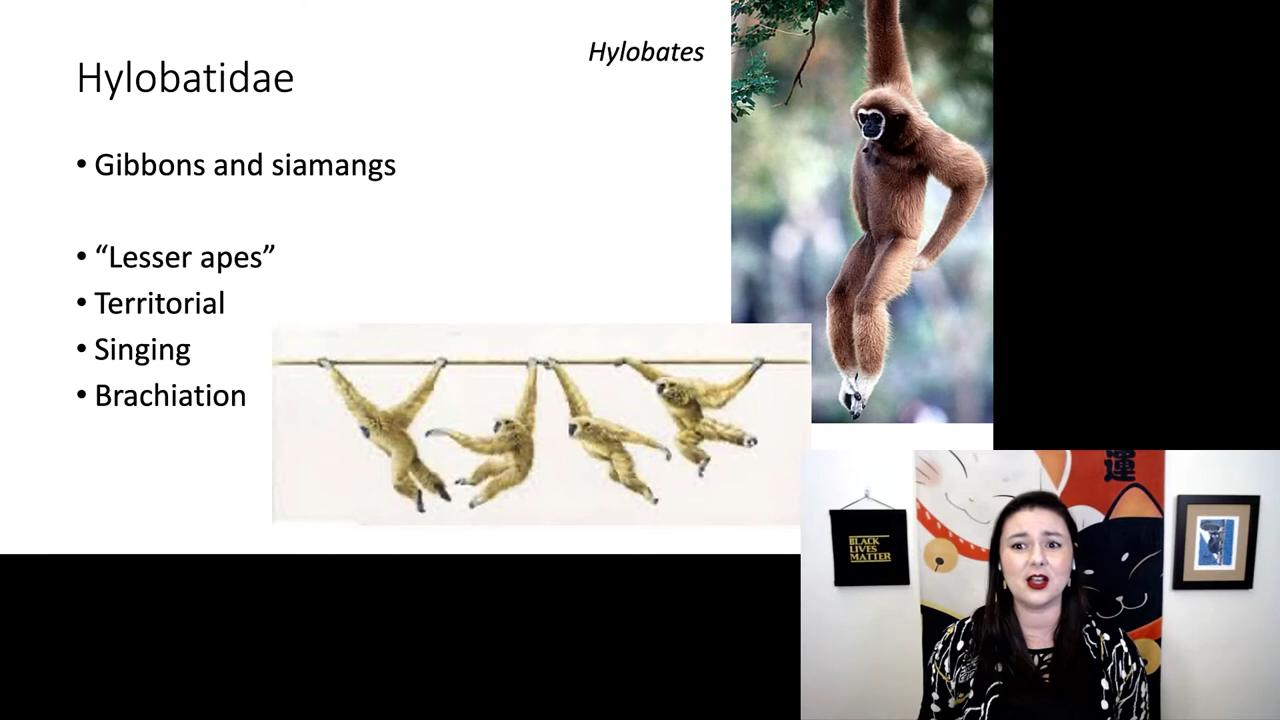 Hylobates
Hylobatidae
• Gibbons and siamangs
• “Lesser apes”
• Territorial
• Singing
• Brachiation
運
BLACK
LIVES
MATTER